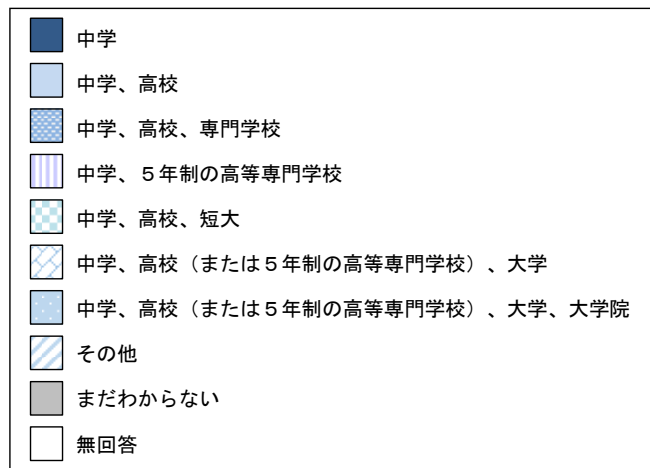 中学
中学、高校
中学、高校、専門学校
中学、５年制の高等専門学校
中学、高校、短大
中学、高校（または５年制の高等専門学校）、大学
中学、高校（または５年制の高等専門学校）、大学、大学院
その他
まだわからない
無回答